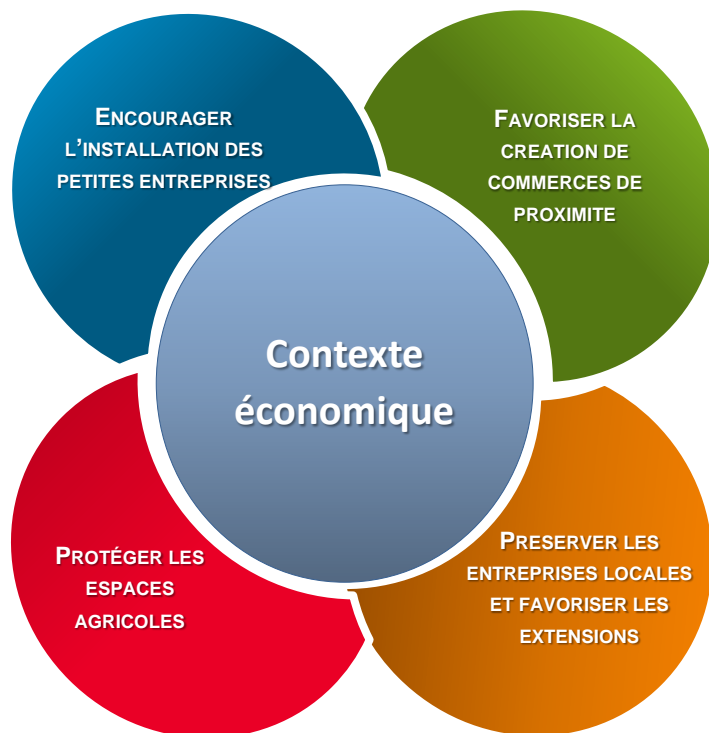 ENCOURAGER
L'INSTALLATION DES
PETITES ENTREPRISES
FAVORISER LA
CREATION DE
COMMERCES DE
PROXIMITE
Contexte
économique
PROTÉGER LES
ESPACES
AGRICOLES
PRESERVER LES
ENTREPRISES LOCALES
ET FAVORISER LES
EXTENSIONS